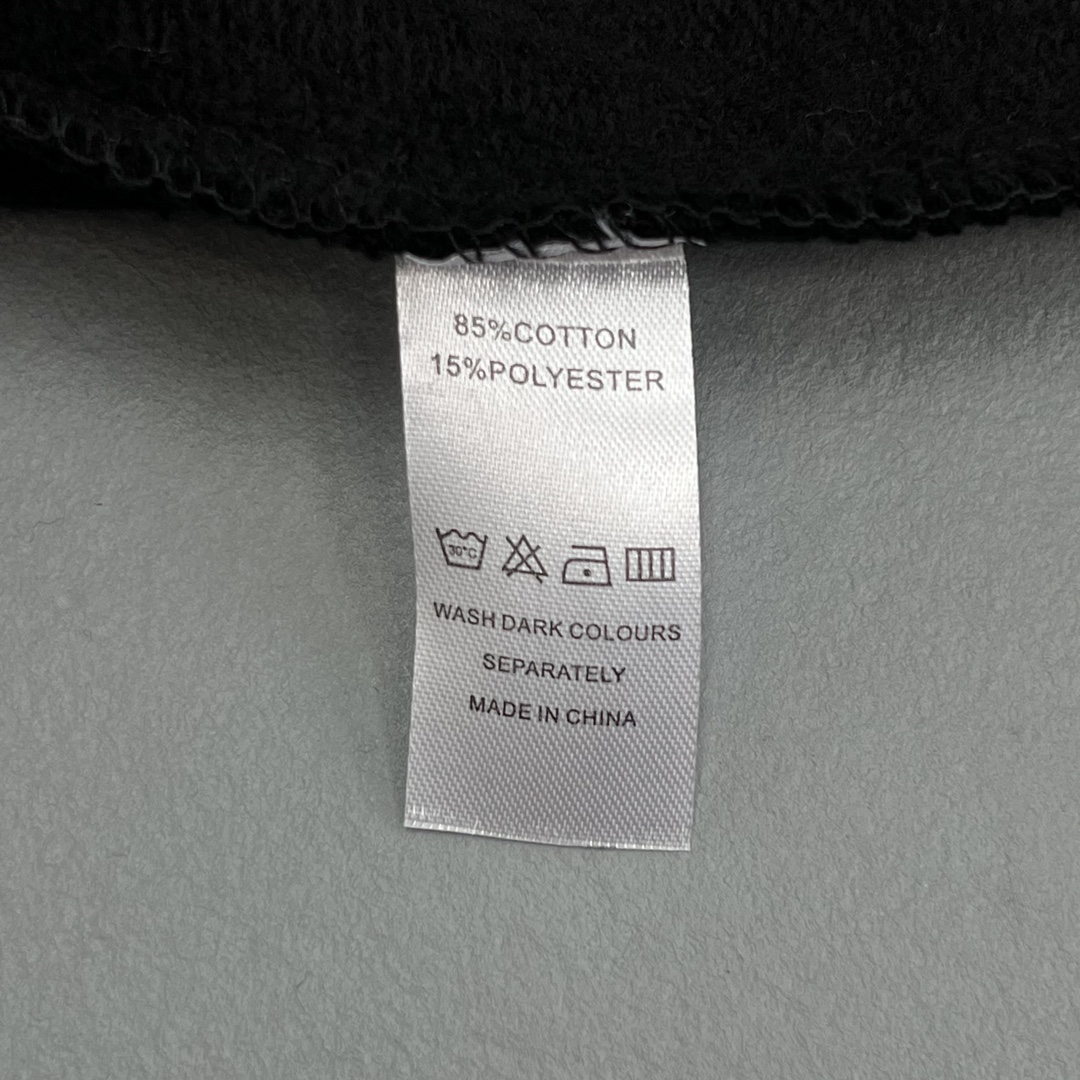 85%COTTON
15%POLYESTER
30°C
WASH DARK COLOURS
SEPARATELY
MADE IN CHINA